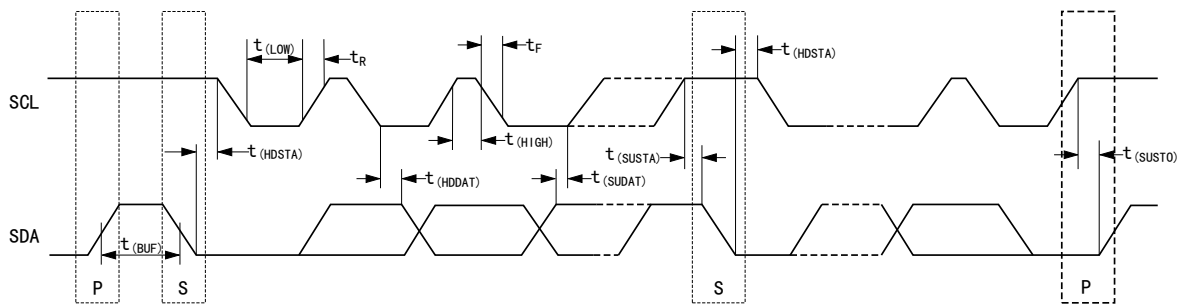 t(LOW)
tR
tF
t(HDSTA)
SCL
t(HDSTA)
t(HIGH)
t(SUSTA)
t(SUSTO)
t(HDDAT)
t(SUDAT)
SDA
t(BUF)
P
S
S
P